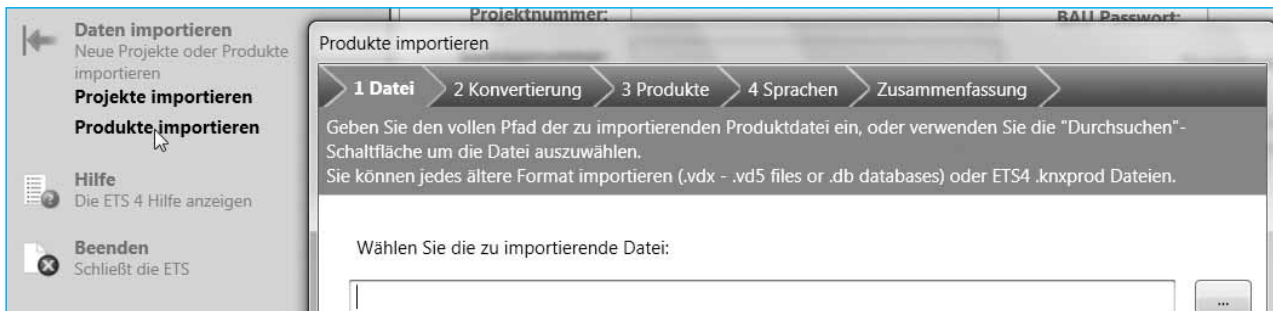 Projektnummer:
BAU Passwort:
Daten importieren
Neue Projekte oder Produkte
importieren
Projekte importieren
Produkte importieren
Hilfe
Die ETS 4 Hilfe anzeigen
Beenden
Schließt die ETS
Produkte importieren
1 Datei 2 Konvertierung 3 Produkte 4 Sprachen Zusammenfassung
Geben Sie den vollen Pfad der zu importierenden Produktdatei ein, oder verwenden Sie die "Durchsuchen"-
Schaltfläche um die Datei auszuwählen.
Sie können jedes ältere Format importieren (.vdx - .vd5 files or .db databases) oder ETS4 .knxprod Dateien.
Wählen Sie die zu importierende Datei:
...